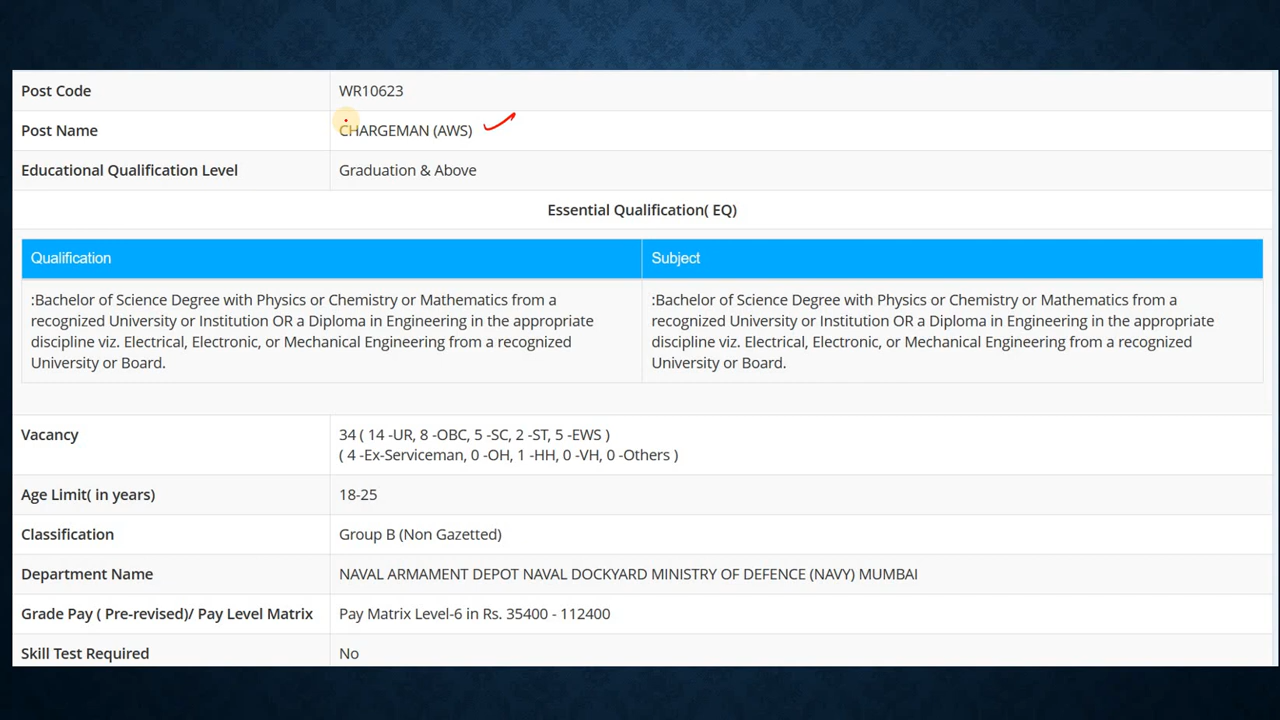 Post Code WR10623
Post Name CHARGEMAN (AWS)
Educational Qualification Level Graduation & Above
Essential Qualification( EQ)
Qualification Subject
:Bachelor of Science Degree with Physics or Chemistry or Mathematics from a
recognized University or Institution OR a Diploma in Engineering in the appropriate
discipline viz. Electrical, Electronic, or Mechanical Engineering from a recognized
University or Board.
:Bachelor of Science Degree with Physics or Chemistry or Mathematics from a
recognized University or Institution OR a Diploma in Engineering in the appropriate
discipline viz. Electrical, Electronic, or Mechanical Engineering from a recognized
University or Board.
Vacancy 34 ( 14 -UR, 8 -OBC, 5 -SC, 2 -ST, 5 -EWS )
( 4 -Ex-Serviceman, 0 -OH, 1 -HH, 0 -VH, 0 -Others )
Age Limit( in years) 18-25
Classification Group B (Non Gazetted)
Department Name NAVAL ARMAMENT DEPOT NAVAL DOCKYARD MINISTRY OF DEFENCE (NAVY) MUMBAI
Grade Pay ( Pre-revised)/ Pay Level Matrix Pay Matrix Level-6 in Rs. 35400 - 112400
Skill Test Required No